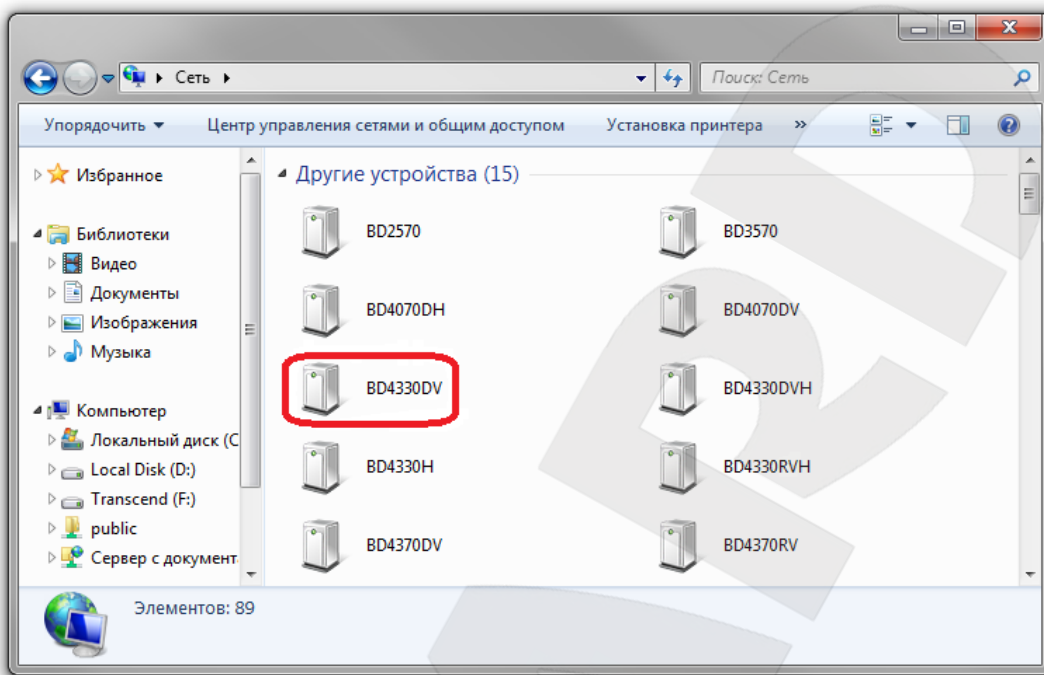 Сеть
Поиск: Сеть
Упорядочить Центр управления сетями и общим доступом Установка принтера »
Избранное
Библиотеки
Видео
Документы
Изображения
Музыка
Компьютер
Локальный диск (C
Local Disk (D:)
Transcend (F:)
public
Сервер с документ
Другие устройства (15)
BD2570 BD3570
BD4070DH BD4070DV
BD4330DV BD4330DVH
BD4330H BD4330RVH
BD4370DV BD4370RV
Элементов: 89